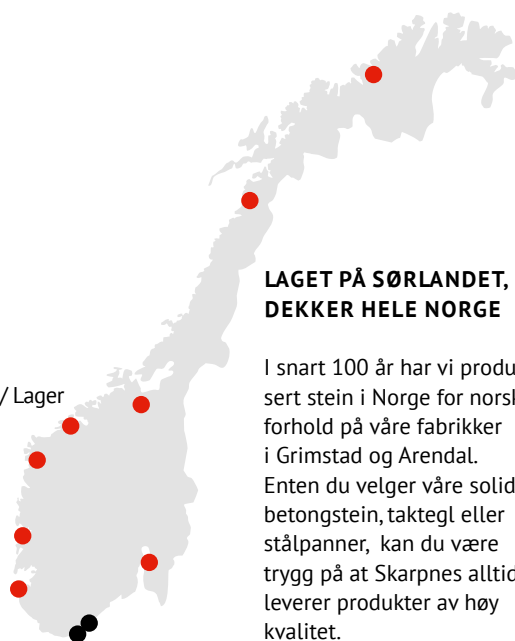 / Lager
LAGET PÅ SØRLANDET,
DEKKER HELE NORGE
I snart 100 år har vi produ
sert stein i Norge for norsk
forhold på våre fabrikker
i Grimstad og Arendal.
Enten du velger våre solid
betongstein, taktegl eller
stålpanner, kan du være
trygg på at Skarpnes alltid
leverer produkter av høy
kvalitet.